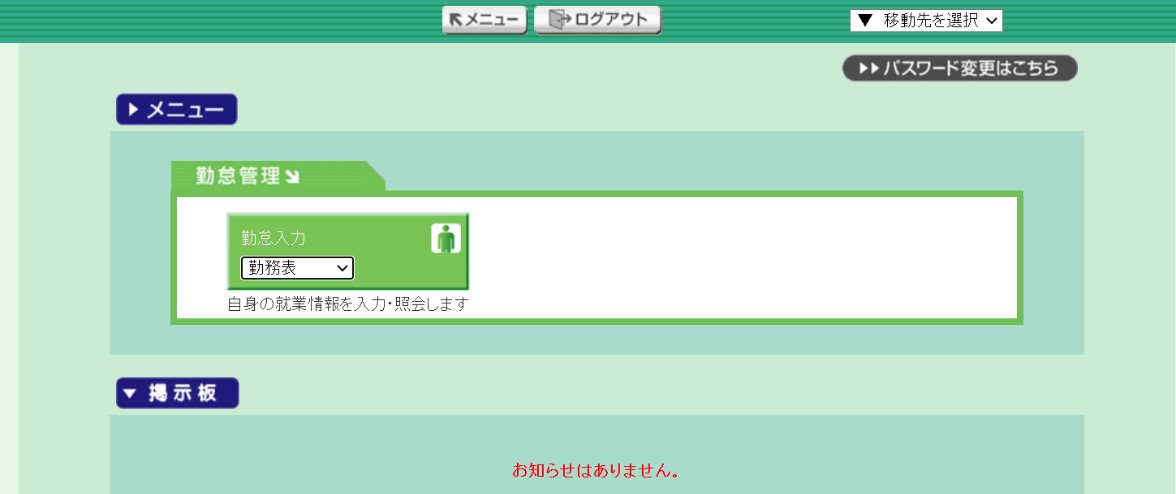 メニュー ログアウト ▼ 移動先を選択
パスワード変更はこちら
メニュー
勤怠管理
勤怠入力
勤務表
自身の就業情報を入力・照会します
掲示板
お知らせはありません。